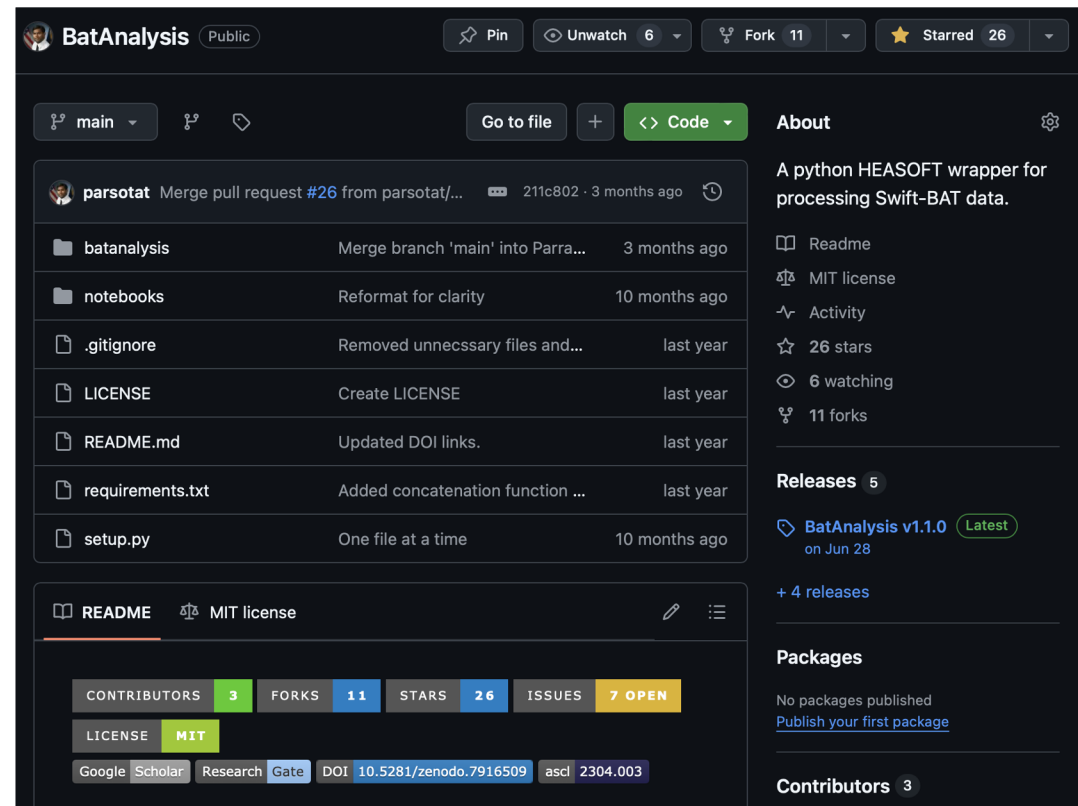 BatAnalysis Public Pin Unwatch 6 Fork 11 Starred 26
main Go to file + <> Code
parsotat Merge pull request #26 from parsotat/... 211c802 · 3 months ago
batanalysis Merge branch 'main' into Parra... 3 months ago
notebooks Reformat for clarity 10 months ago
.gitignore Removed unnecssary files and... last year
LICENSE Create LICENSE last year
README.md Updated DOI links. last year
requirements.txt Added concatenation function ... last year
setup.py One file at a time 10 months ago
README MIT license
CONTRIBUTORS 3 FORKS 11 STARS 26 ISSUES 7 OPEN
LICENSE MIT
Google Scholar Research Gate DOI 10.5281/zenodo.7916509 ascl 2304.003
About
A python HEASOFT wrapper for
processing Swift-BAT data.
Readme
MIT license
Activity
26 stars
6 watching
11 forks
Releases 5
BatAnalysis v1.1.0 Latest
on Jun 28
+ 4 releases
Packages
No packages published
Publish your first package
Contributors 3